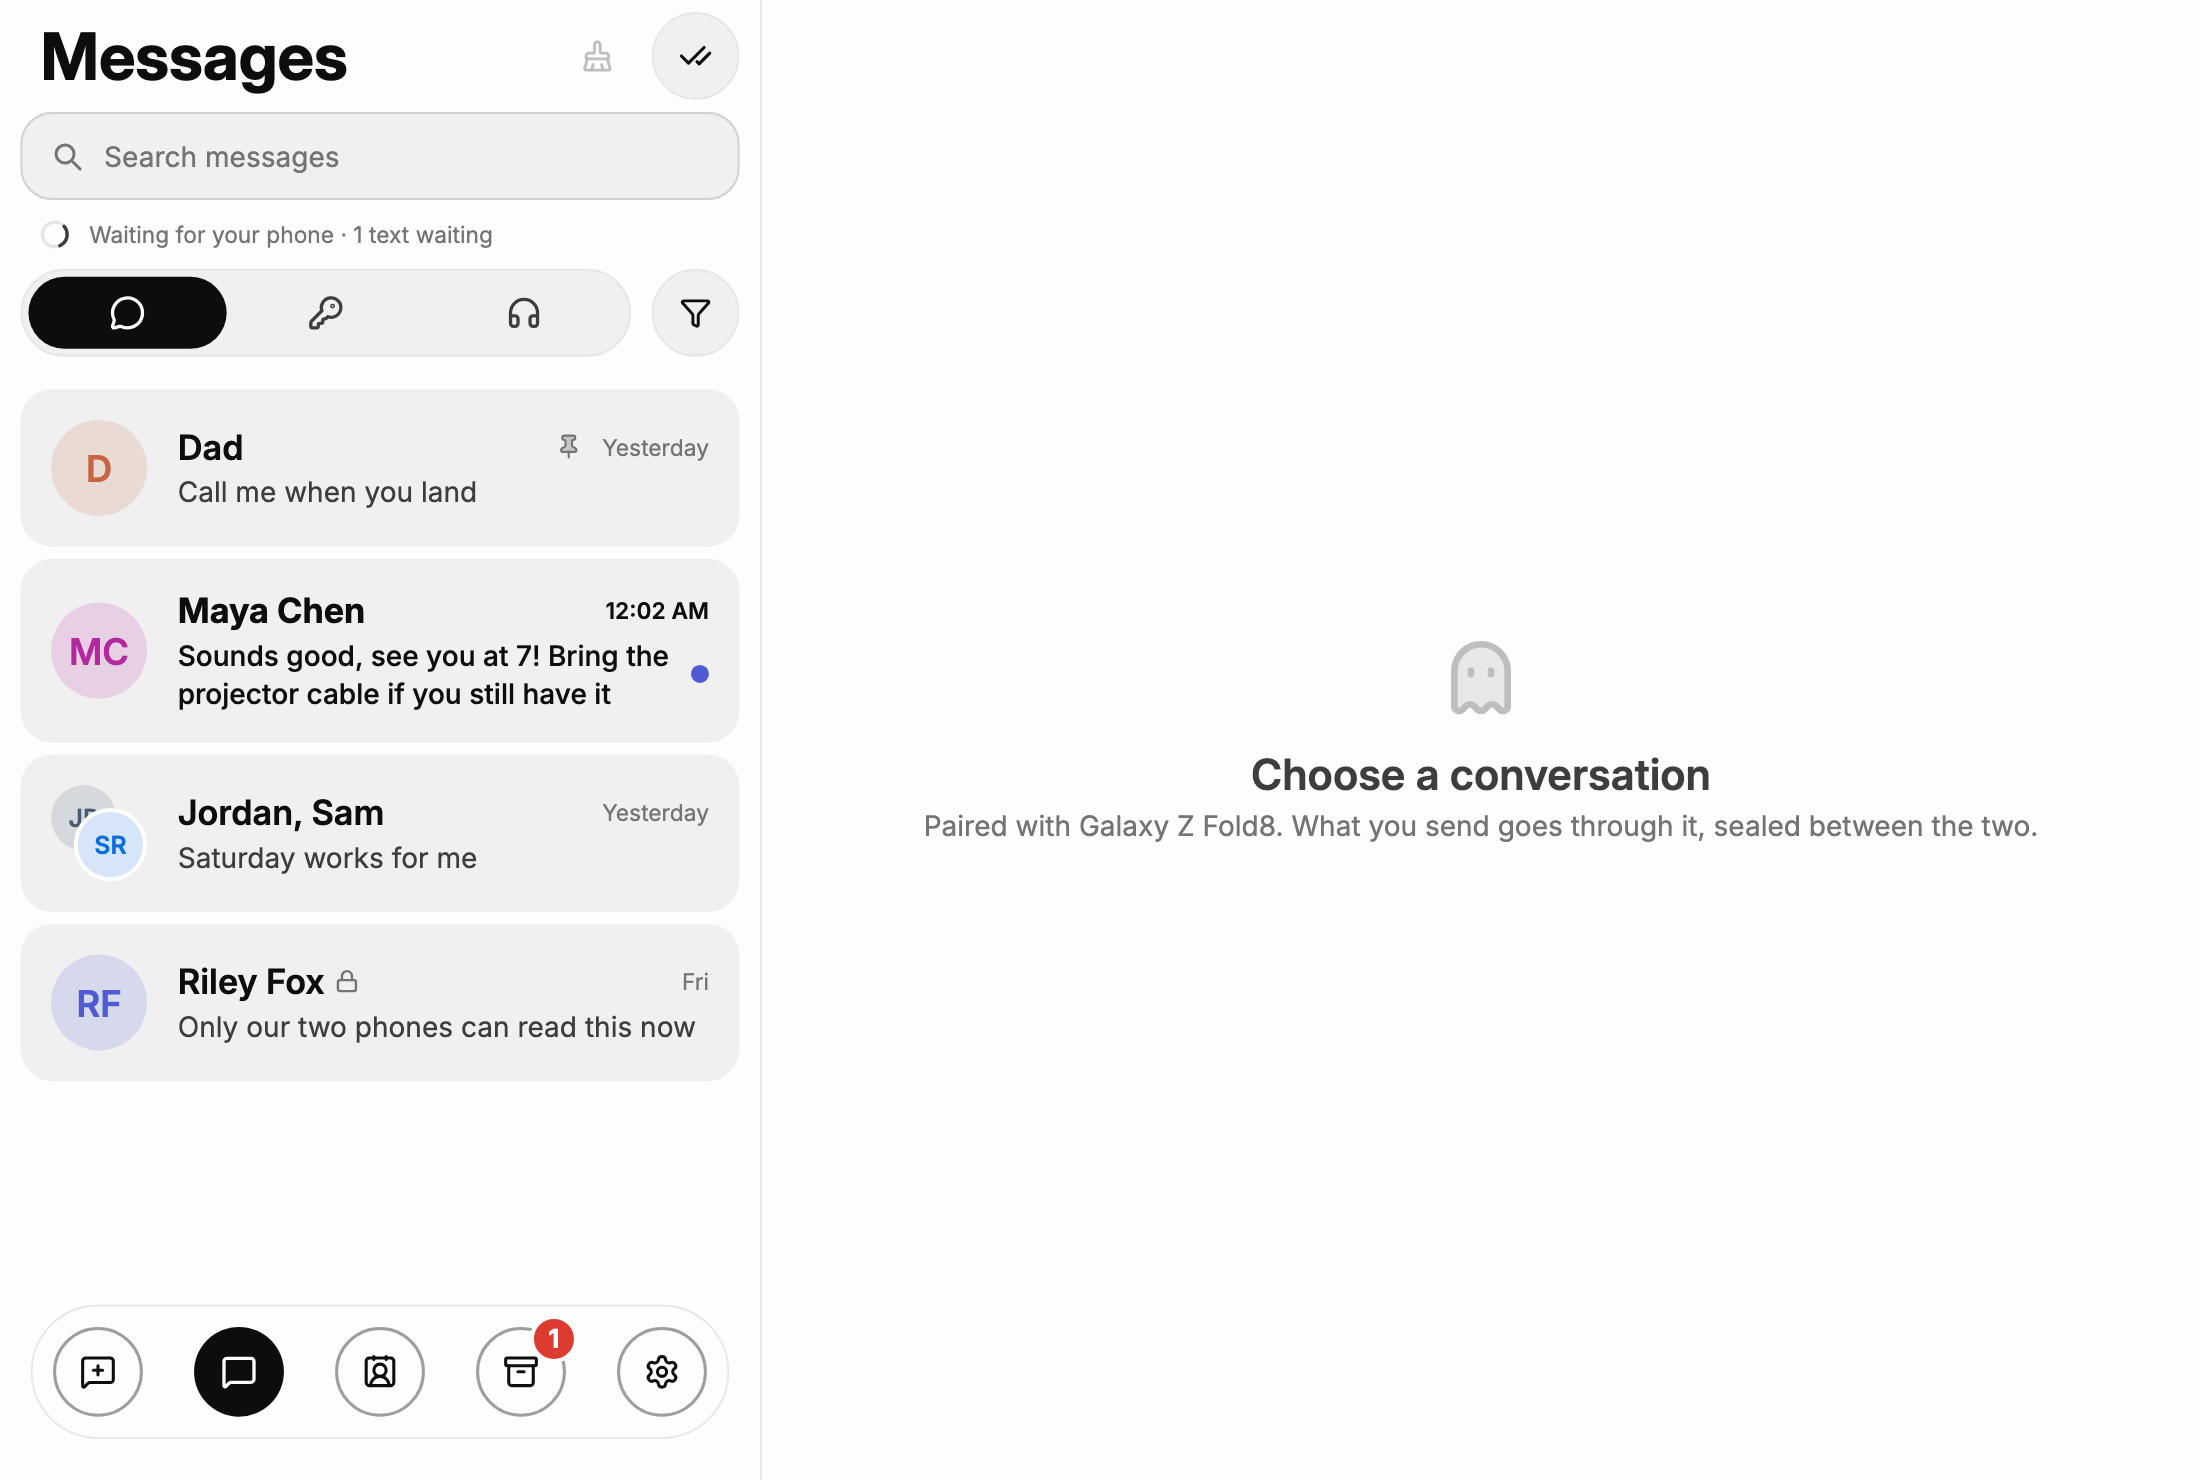 Messages
Search messages
Waiting for your phone · 1 text waiting
D
Dad
Yesterday
Call me when you land
MC
Maya Chen
12:02 AM
Sounds good, see you at 7! Bring the
projector cable if you still have it
SR
Jordan, Sam
Yesterday
Saturday works for me
RF
Riley Fox
Fri
Only our two phones can read this now
1
Choose a conversation
Paired with Galaxy Z Fold8. What you send goes through it, sealed between the two.